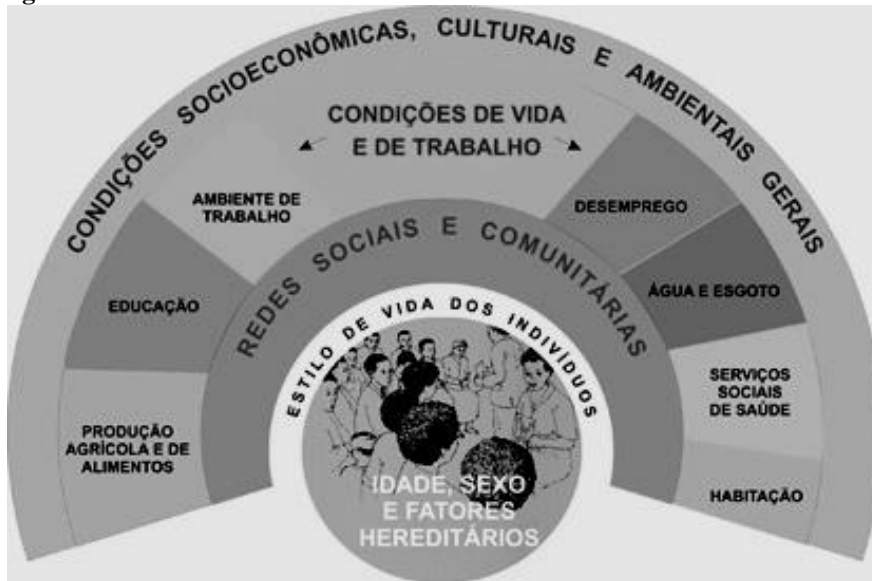 CONDIÇÕES SOCIOECONÔMICAS, CULTURAIS E AMBIENTAIS GERAIS
CONDIÇÕES DE VIDA
E DE TRABALHO
AMBIENTE DE
TRABALHO
DESEMPREGO
REDES SOCIAIS E COMUNITÁRIAS
EDUCAÇÃO
ÁGUA E ESGOTO
ESTILO DE VIDA DOS INDIVÍDUOS
SERVIÇOS
SOCIAIS
DE SAÚDE
PRODUÇÃO
AGRÍCOLA E DE
ALIMENTOS
HABITAÇÃO
IDADE, SEXO
E FATORES
HEREDITÁRIOS